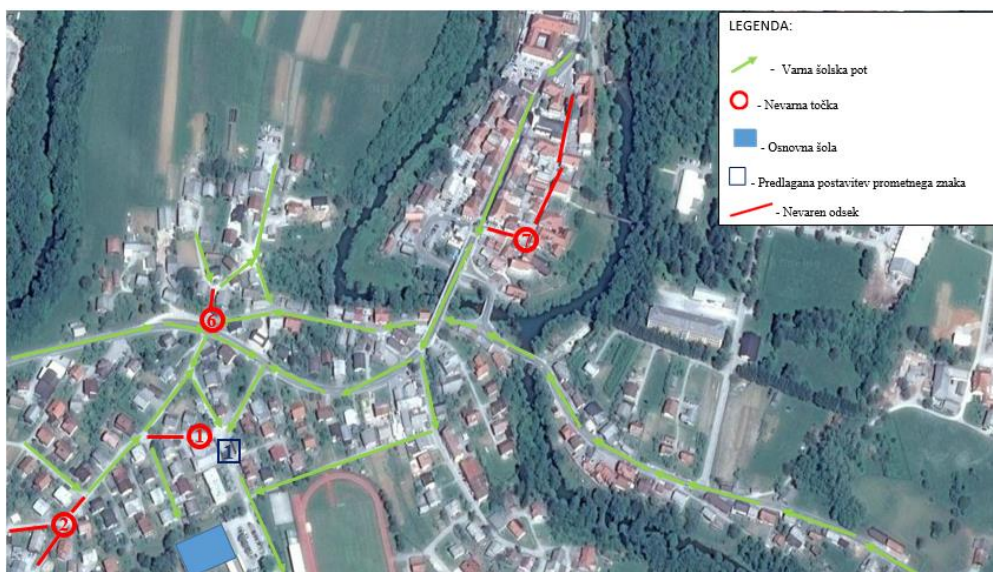 LEGENDA:
- Varna šolska pot
- Nevarna točka
- Osnovna šola
- Predlagana postavitev prometnega znaka
- Nevaren odsek
7
6
1
1
2